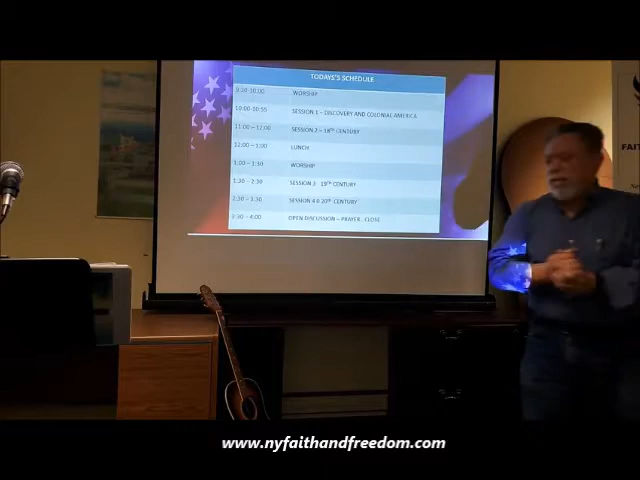 TODAYS'S SCHEDULE
9:30-10:00 WORSHIP
10:00-10:55 SESSION 1 – DISCOVERY AND COLONIAL AMERICA
11:00 – 12:00 SESSION 2 – 18TH CENTURY
12:00 – 1:00 LUNCH
1:00 – 1:30 WORSHIP
1:30 – 2:30 SESSION 3 19TH CENTURY
2:30 – 3:30 SESSION 4 20th CENTURY
3:30 – 4:00 OPEN DISCUSSION – PRAYER - CLOSE
FAIT
www.nyfaithandfreedom.com